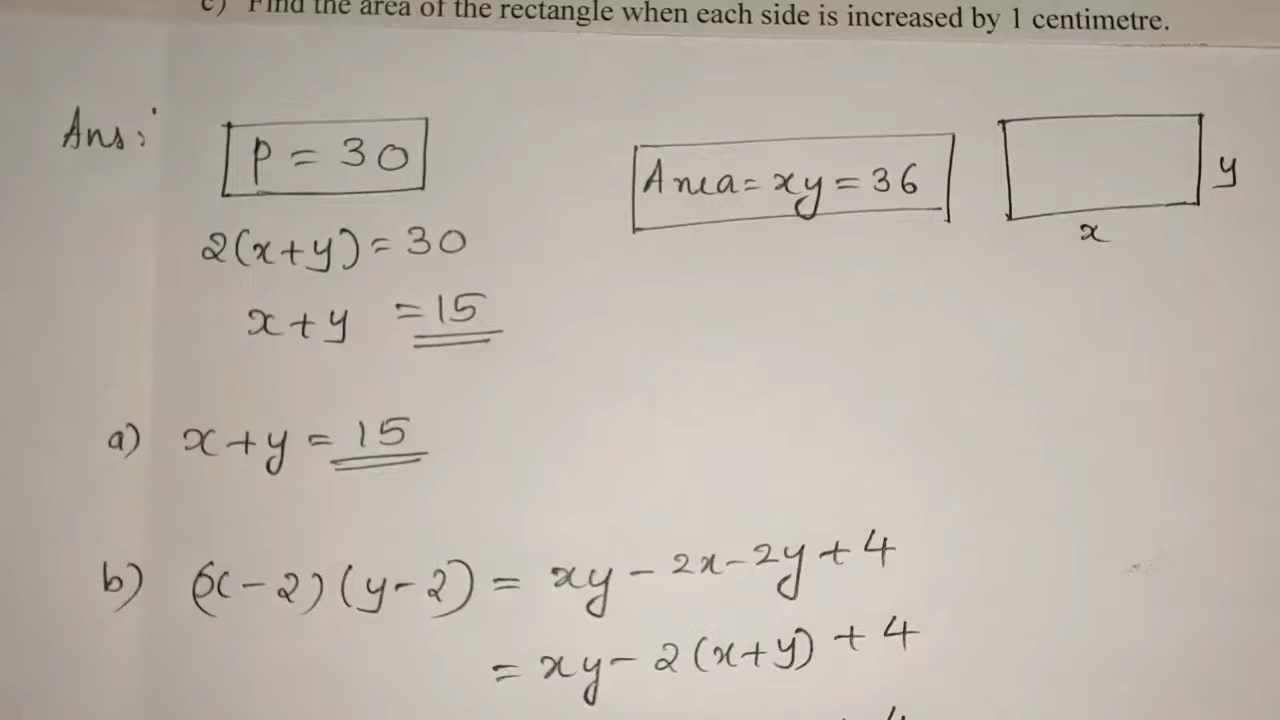 c) Find the area of the rectangle when each side is increased by 1 centimetre.
Ans:
P = 30
Area = xy = 36
y
x
2(x+y) = 30
x+y = 15
a) x+y = 15
b) (x-2)(y-2) = xy - 2x - 2y + 4
= xy - 2(x+y) + 4